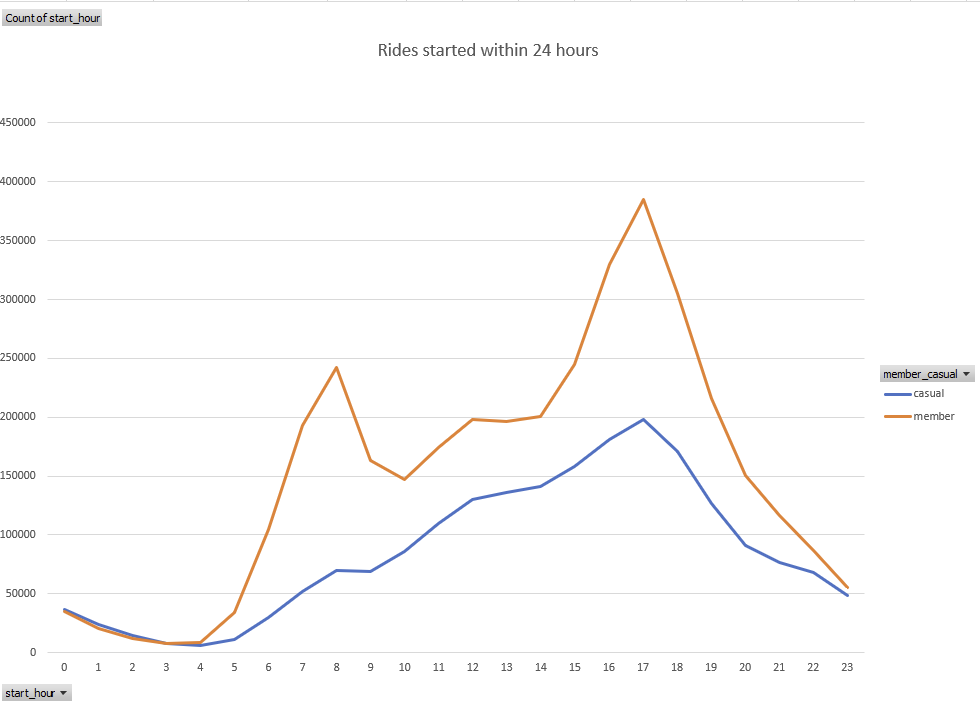 Count of start_hour
Rides started within 24 hours
450000
400000
350000
300000
250000
200000
150000
100000
50000
0
0 1 2 3 4 5 6 7 8 9 10 11 12 13 14 15 16 17 18 19 20 21 22 23
member_casual
casual
member
start_hour